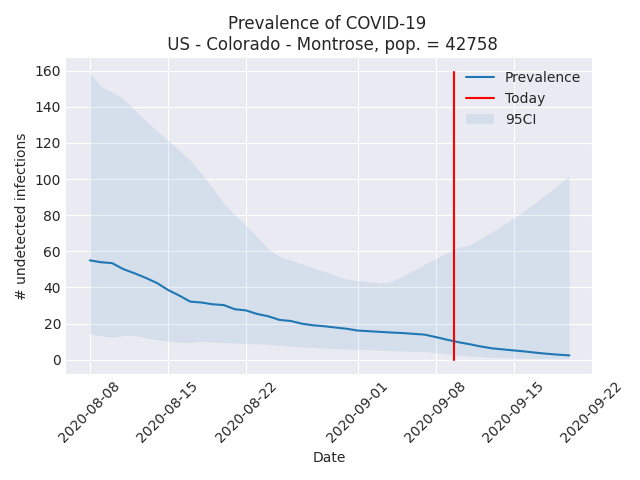 Prevalence of COVID-19
US - Colorado - Montrose, pop. = 42758
# undetected infections
160
140
120
100
80
60
40
20
0
Prevalence
Today
95CI
2020-08-08
2020-08-15
2020-08-22
2020-09-01
2020-09-08
2020-09-15
2020-09-22
Date